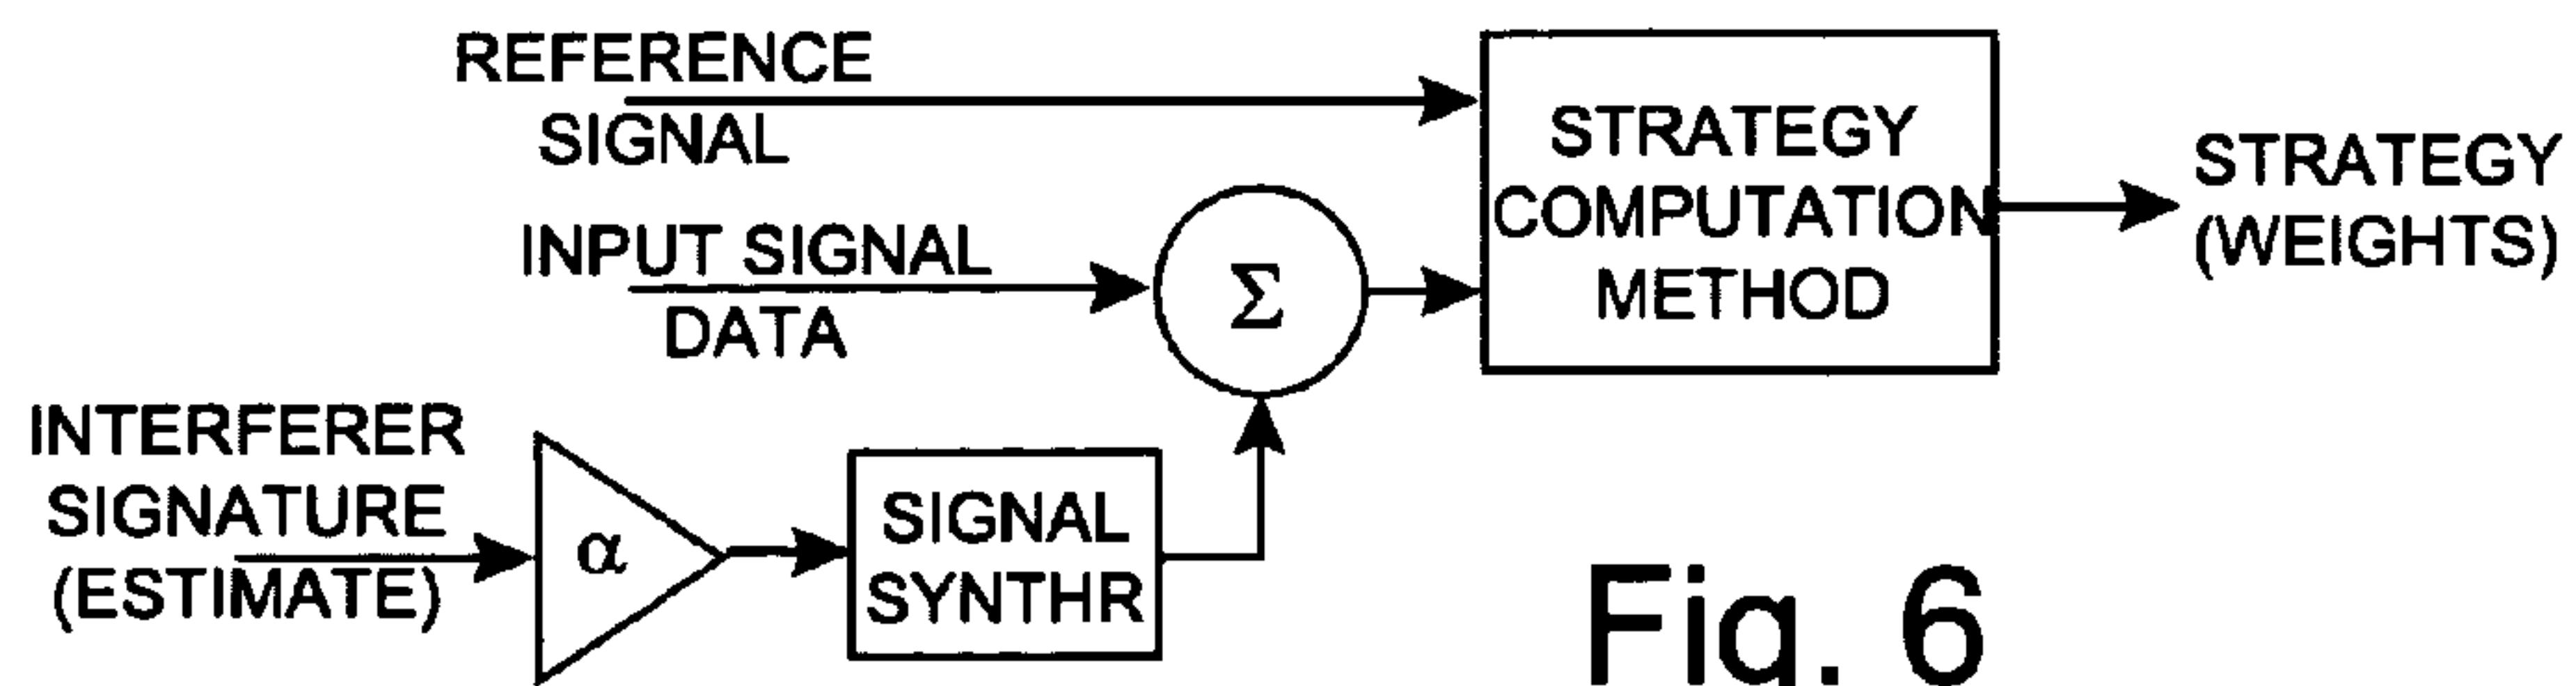 REFERENCE
SIGNAL
INPUT SIGNAL
DATA
INTERFERER
SIGNATURE
(ESTIMATE)
α
SIGNAL
SYNTHR
Σ
STRATEGY
COMPUTATION
METHOD
STRATEGY
(WEIGHTS)
Fig. 6